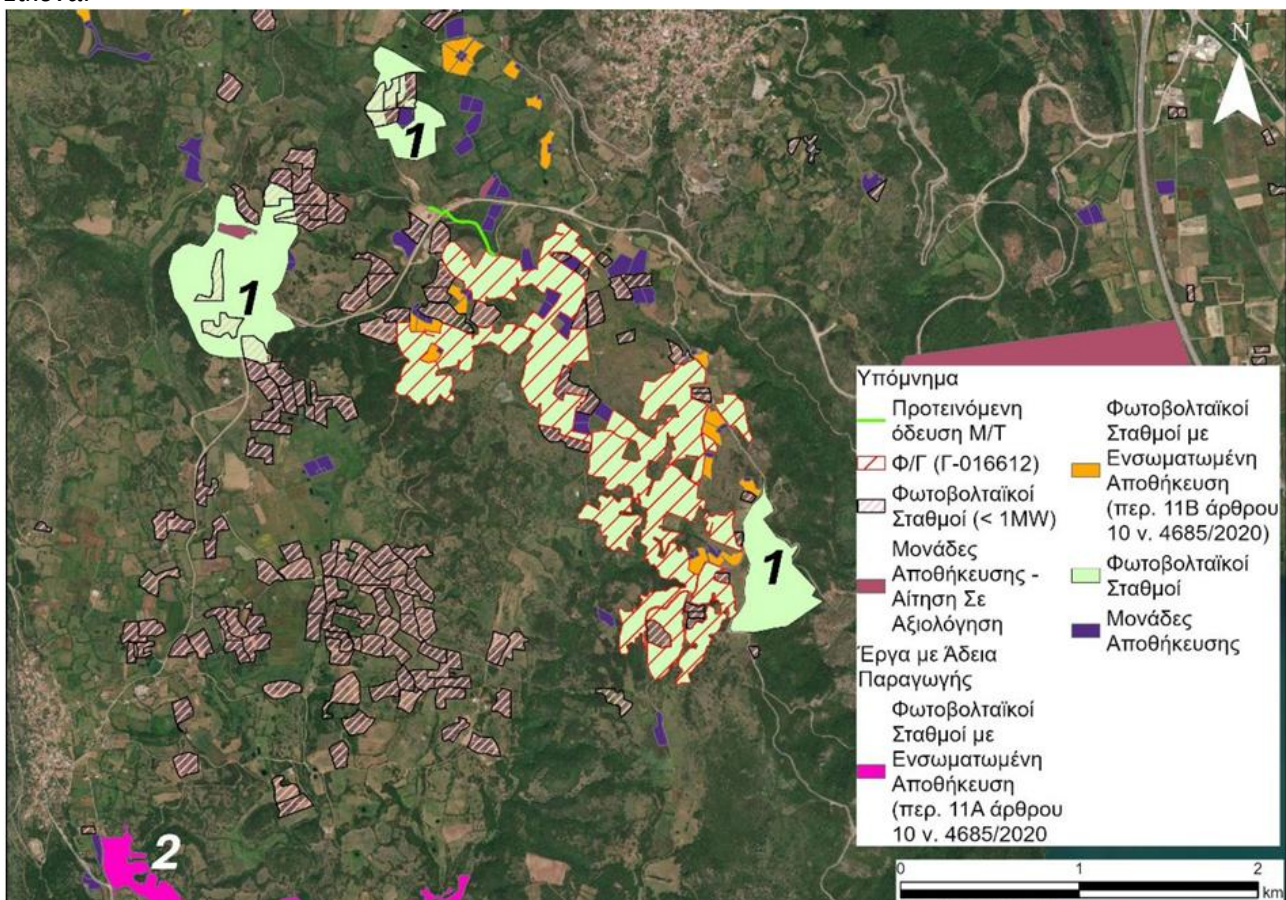 N
1
1
1
2
Υπόμνημα
Προτεινόμενη
όδευση Μ/Τ
Φ/Γ (Γ-016612)
Φωτοβολταϊκοί
Σταθμοί (< 1MW)
Μονάδες
Αποθήκευσης -
Αίτηση Σε
Αξιολόγηση
Έργα με Άδεια
Παραγωγής
Φωτοβολταϊκοί
Σταθμοί με
Ενσωματωμένη
Αποθήκευση
(περ. 11Α άρθρου
10 ν. 4685/2020
Φωτοβολταϊκοί
Σταθμοί με
Ενσωματωμένη
Αποθήκευση
(περ. 11Β άρθρου
10 ν. 4685/2020)
Φωτοβολταϊκοί
Σταθμοί
Μονάδες
Αποθήκευσης
0 1 2
km